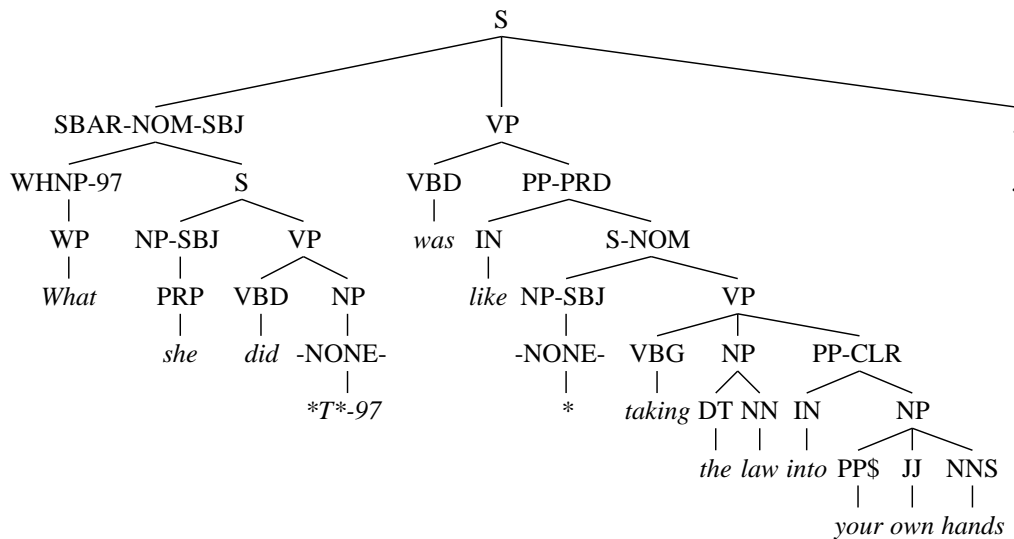 S
SBAR-NOM-SBJ VP .
WHNP-97 S VBD PP-PRD .
WP NP-SBJ VP was IN S-NOM
What PRP VBD NP like NP-SBJ VP
she did -NONE- -NONE- VBG NP PP-CLR
*T*-97 * taking DT NN IN NP
the law into PP$ JJ NNS
your own hands